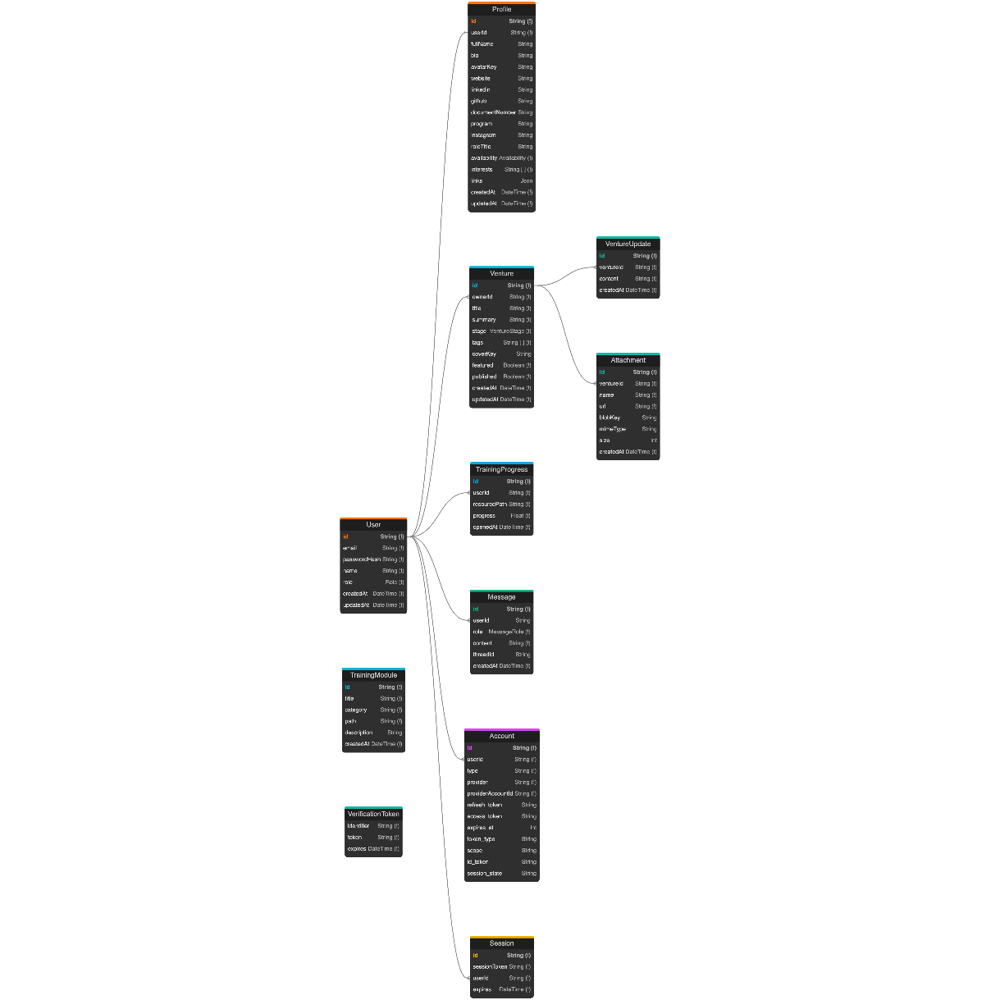 Profile
id String (!)
userId String (!)
fullName String
bio String
avatarKey String
website String
linkedin String
github String
documentNumber String
program String
instagram String
roleTitle String
availability Availability (!)
interests String [ ] (!)
links Json
createdAt DateTime (!)
updatedAt DateTime (!)
VentureUpdate
id String (!)
ventureId String (!)
content String (!)
createdAt DateTime (!)
Venture
id String (!)
ownerId String (!)
title String (!)
summary String (!)
stage VentureStage (!)
tags String [ ] (!)
coverKey String
featured Boolean (!)
published Boolean (!)
createdAt DateTime (!)
updatedAt DateTime (!)
Attachment
id String (!)
ventureId String (!)
name String (!)
url String (!)
blobKey String
mimeType String
size Int
createdAt DateTime (!)
TrainingProgress
id String (!)
userId String (!)
resourcePath String (!)
progress Float (!)
openedAt DateTime (!)
User
id String (!)
email String (!)
passwordHash String (!)
name String (!)
role Role (!)
createdAt DateTime (!)
updatedAt DateTime (!)
Message
id String (!)
userId String
role MessageRole (!)
content String (!)
threadId String
createdAt DateTime (!)
TrainingModule
id String (!)
title String (!)
category String (!)
path String (!)
description String
createdAt DateTime (!)
Account
id String (!)
userId String (!)
type String (!)
provider String (!)
providerAccountId String (!)
refresh_token String
access_token String
expires_at Int
token_type String
scope String
id_token String
session_state String
VerificationToken
identifier String (!)
token String (!)
expires DateTime (!)
Session
id String (!)
sessionToken String (!)
userId String (!)
expires DateTime (!)